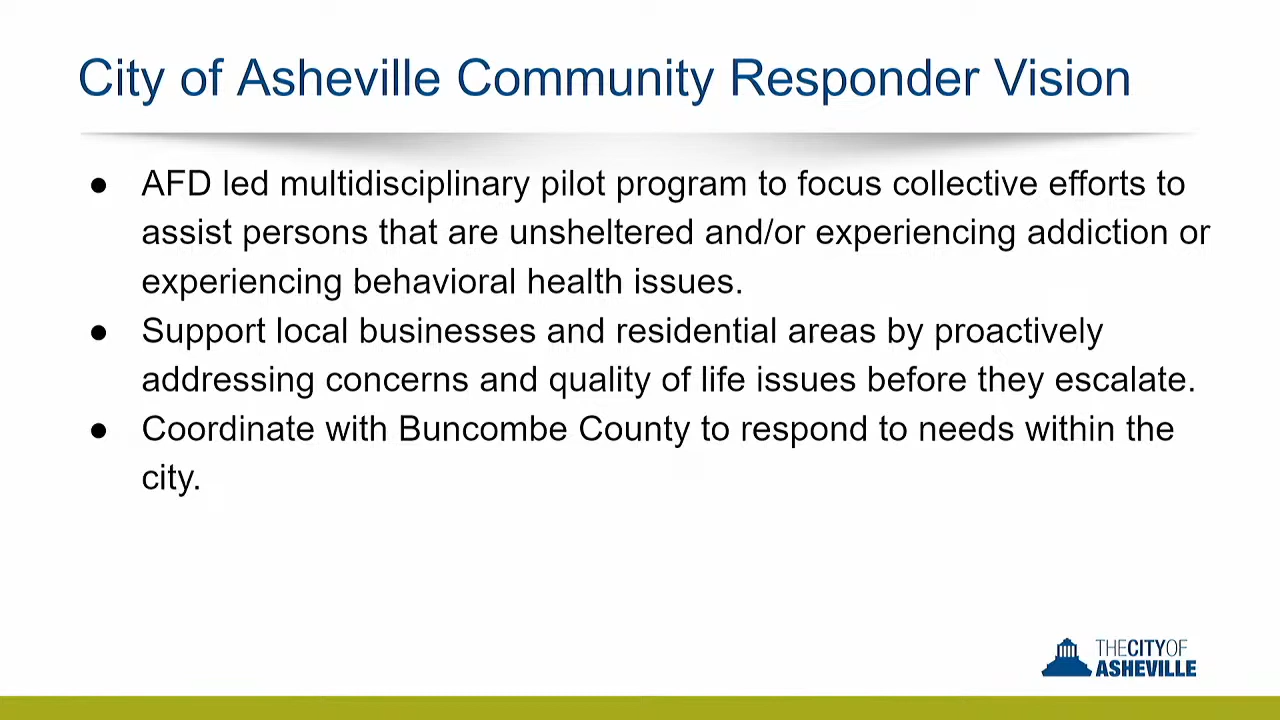 City of Asheville Community Responder Vision
● AFD led multidisciplinary pilot program to focus collective efforts to
assist persons that are unsheltered and/or experiencing addiction or
experiencing behavioral health issues.
● Support local businesses and residential areas by proactively
addressing concerns and quality of life issues before they escalate.
● Coordinate with Buncombe County to respond to needs within the
city.
THE CITY OF
ASHEVILLE